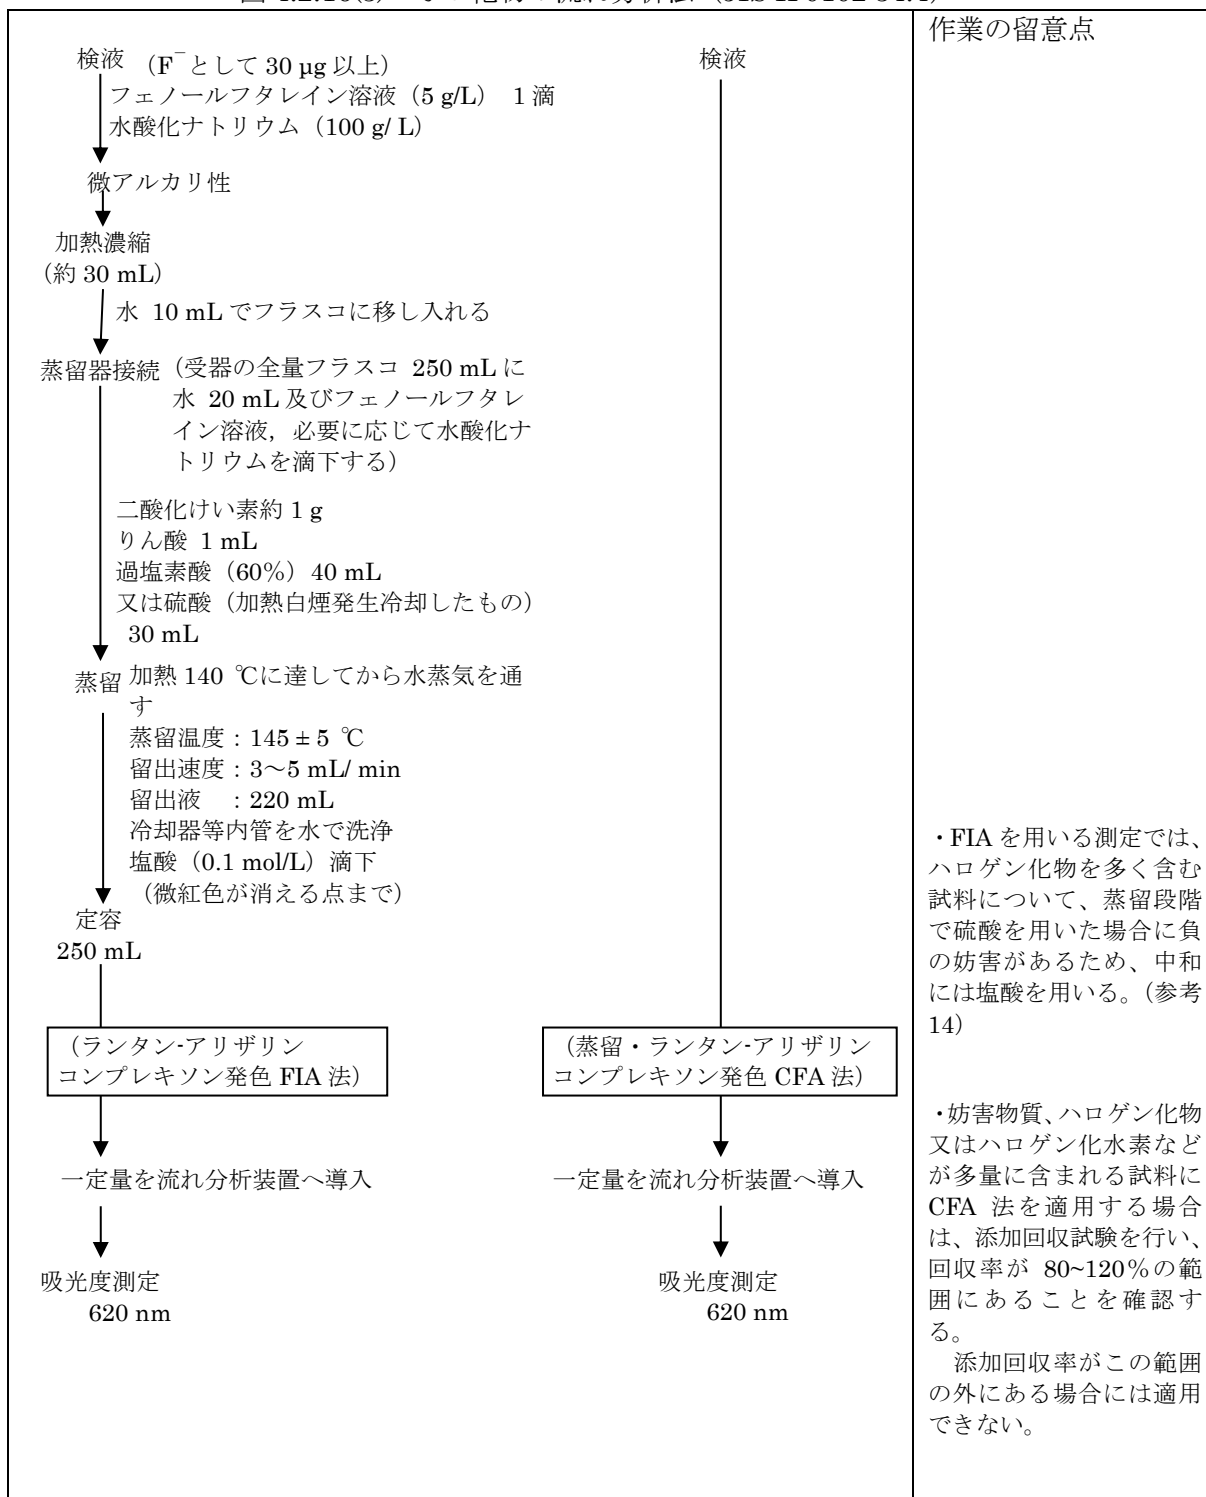 検液 (F⁻として 30 μg 以上)
フェノールフタレイン溶液（5 g/L） 1 滴
水酸化ナトリウム（100 g/ L）
微アルカリ性
加熱濃縮
（約 30 mL）
水 10 mL でフラスコに移し入れる
蒸留器接続（受器の全量フラスコ 250 mL に
水 20 mL 及びフェノールフタレ
イン溶液，必要に応じて水酸化ナ
トリウムを滴下する）
二酸化けい素約 1 g
りん酸 1 mL
過塩素酸（60％）40 mL
又は硫酸（加熱白煙発生冷却したもの）
30 mL
蒸留 加熱 140 ℃に達してから水蒸気を通
す
蒸留温度：145 ± 5 ℃
留出速度：3～5 mL/ min
留出液 ：220 mL
冷却器等内管を水で洗浄
塩酸（0.1 mol/L）滴下
（微紅色が消える点まで）
定容
250 mL
（ランタン-アリザリン
コンプレキソン発色 FIA 法）
一定量を流れ分析装置へ導入
吸光度測定
620 nm
検液
（蒸留・ランタン-アリザリン
コンプレキソン発色 CFA 法）
一定量を流れ分析装置へ導入
吸光度測定
620 nm
作業の留意点
・FIA を用いる測定では、
ハロゲン化物を多く含む
試料について、蒸留段階
で硫酸を用いた場合に負
の妨害があるため、中和
には塩酸を用いる。（参考
14）
・妨害物質、ハロゲン化物
又はハロゲン化水素など
が多量に含まれる試料に
CFA 法を適用する場合
は、添加回収試験を行い、
回収率が 80~120％の範
囲にあることを確認す
る。
添加回収率がこの範囲
の外にある場合には適用
できない。